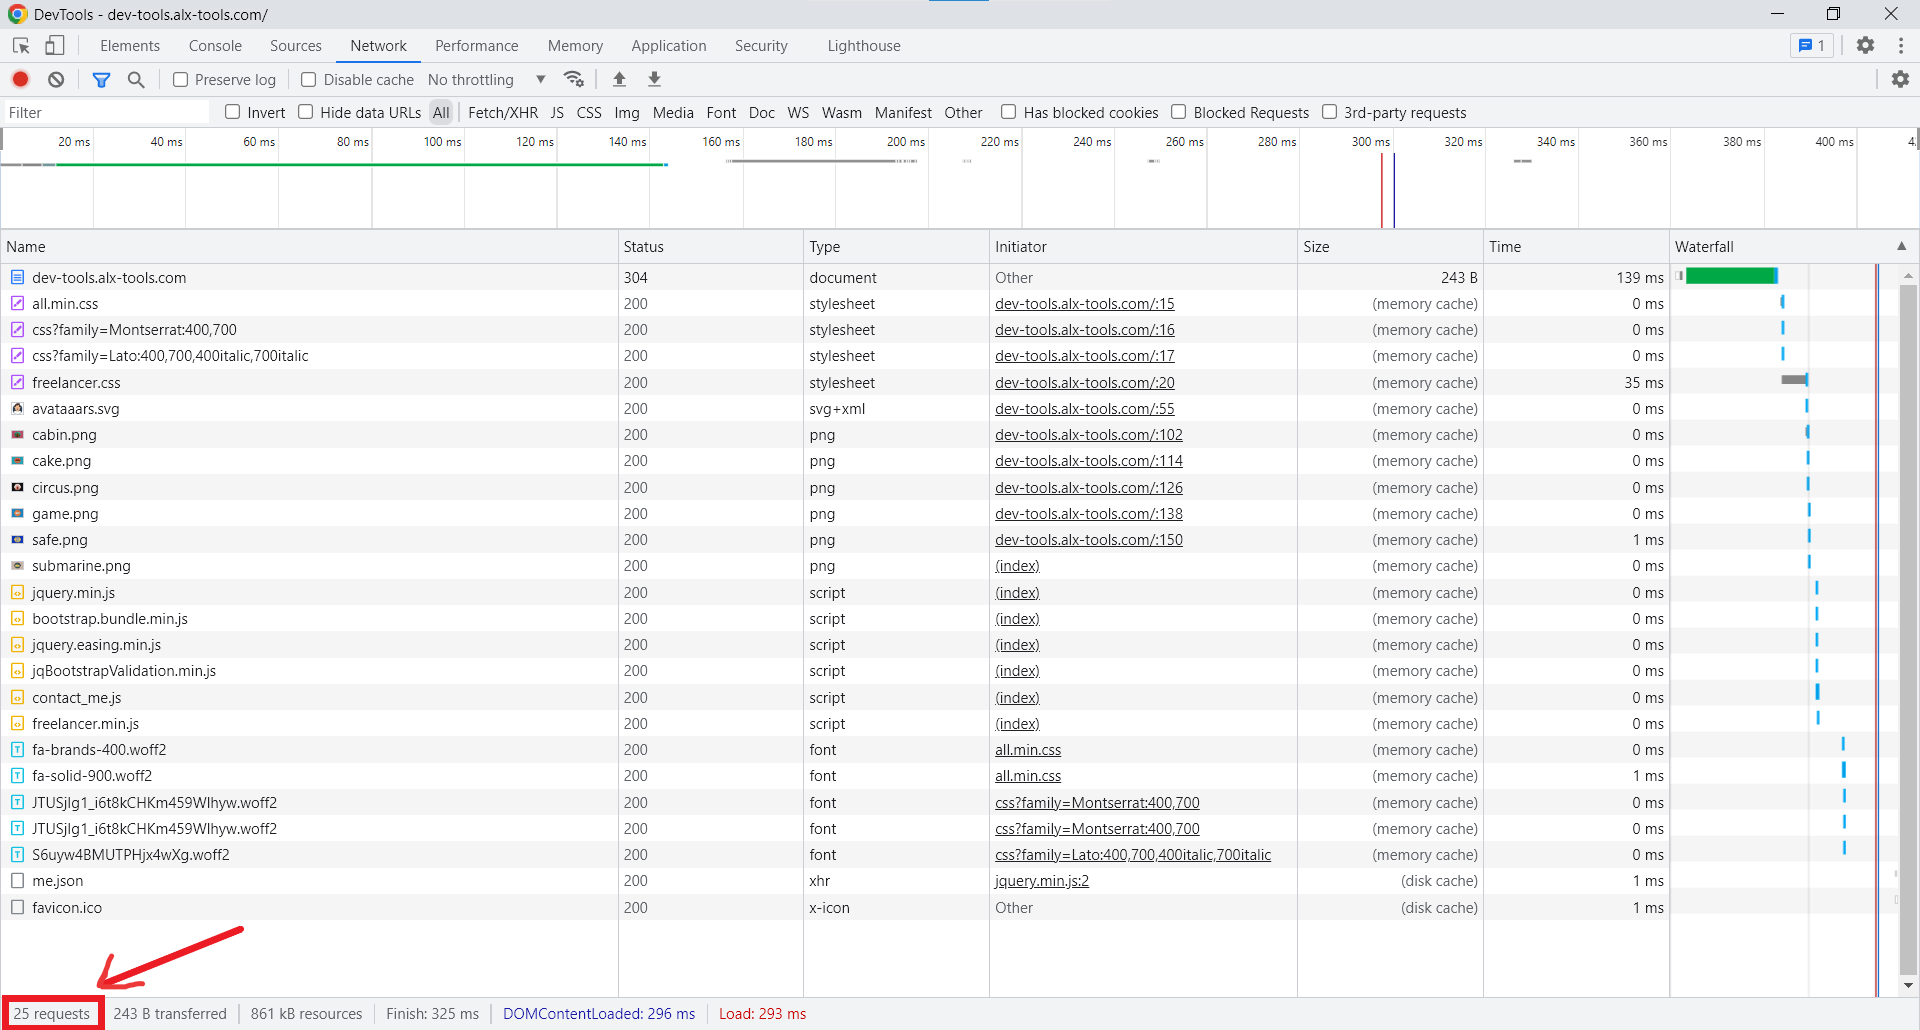 DevTools - dev-tools.alx-tools.com/
Elements Console Sources Network Performance Memory Application Security Lighthouse 1
Preserve log Disable cache No throttling
Filter Invert Hide data URLs All Fetch/XHR JS CSS Img Media Font Doc WS Wasm Manifest Other Has blocked cookies Blocked Requests 3rd-party requests
20 ms 40 ms 60 ms 80 ms 100 ms 120 ms 140 ms 160 ms 180 ms 200 ms 220 ms 240 ms 260 ms 280 ms 300 ms 320 ms 340 ms 360 ms 380 ms 400 ms
Name Status Type Initiator Size Time Waterfall
dev-tools.alx-tools.com 304 document Other 243 B 139 ms
all.min.css 200 stylesheet dev-tools.alx-tools.com/:15 (memory cache) 0 ms
css?family=Montserrat:400,700 200 stylesheet dev-tools.alx-tools.com/:16 (memory cache) 0 ms
css?family=Lato:400,700,400italic,700italic 200 stylesheet dev-tools.alx-tools.com/:17 (memory cache) 0 ms
freelancer.css 200 stylesheet dev-tools.alx-tools.com/:20 (memory cache) 35 ms
avataaars.svg 200 svg+xml dev-tools.alx-tools.com/:55 (memory cache) 0 ms
cabin.png 200 png dev-tools.alx-tools.com/:102 (memory cache) 0 ms
cake.png 200 png dev-tools.alx-tools.com/:114 (memory cache) 0 ms
circus.png 200 png dev-tools.alx-tools.com/:126 (memory cache) 0 ms
game.png 200 png dev-tools.alx-tools.com/:138 (memory cache) 0 ms
safe.png 200 png dev-tools.alx-tools.com/:150 (memory cache) 1 ms
submarine.png 200 png (index) (memory cache) 0 ms
jquery.min.js 200 script (index) (memory cache) 0 ms
bootstrap.bundle.min.js 200 script (index) (memory cache) 0 ms
jquery.easing.min.js 200 script (index) (memory cache) 0 ms
jqBootstrapValidation.min.js 200 script (index) (memory cache) 0 ms
contact_me.js 200 script (index) (memory cache) 0 ms
freelancer.min.js 200 script (index) (memory cache) 0 ms
fa-brands-400.woff2 200 font all.min.css (memory cache) 0 ms
fa-solid-900.woff2 200 font all.min.css (memory cache) 1 ms
JTUSjIg1_i6t8kCHKm459Wlhyw.woff2 200 font css?family=Montserrat:400,700 (memory cache) 0 ms
JTUSjIg1_i6t8kCHKm459Wlhyw.woff2 200 font css?family=Montserrat:400,700 (memory cache) 0 ms
S6uyw4BMUTPHjx4wXg.woff2 200 font css?family=Lato:400,700,400italic,700italic (memory cache) 0 ms
me.json 200 xhr jquery.min.js:2 (disk cache) 1 ms
favicon.ico 200 x-icon Other (disk cache) 1 ms
25 requests 243 B transferred 861 kB resources Finish: 325 ms DOMContentLoaded: 296 ms Load: 293 ms